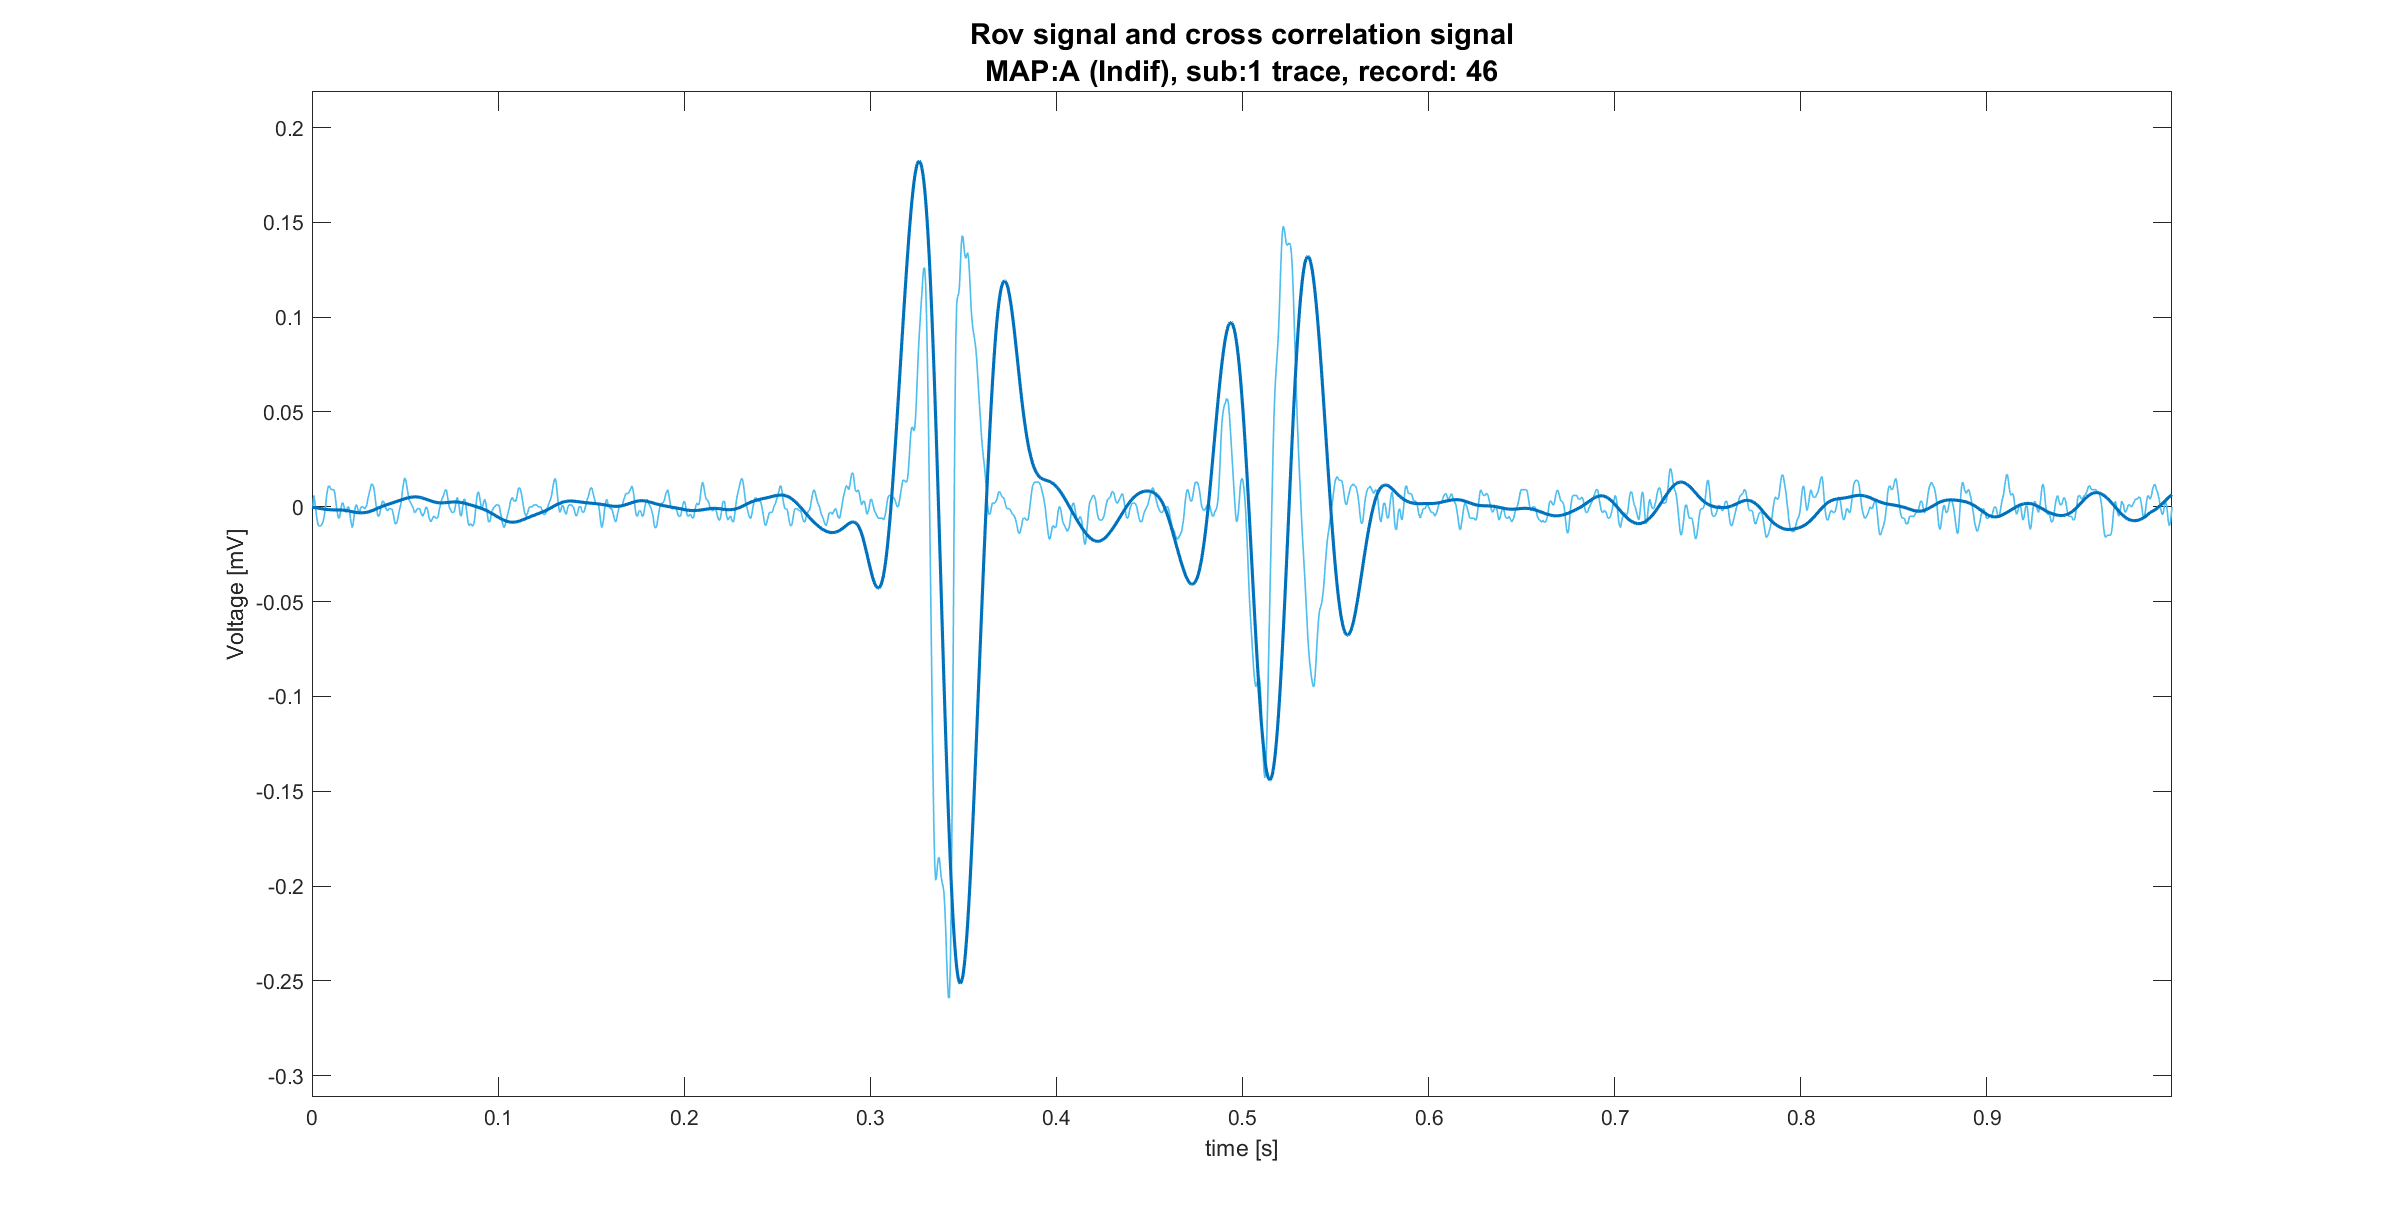 Rov signal and cross correlation signal
MAP:A (Indif), sub:1 trace, record: 46
0.2
0.15
0.1
0.05
0
-0.05
-0.1
-0.15
-0.2
-0.25
-0.3
Voltage [mV]
0 0.1 0.2 0.3 0.4 0.5 0.6 0.7 0.8 0.9
time [s]